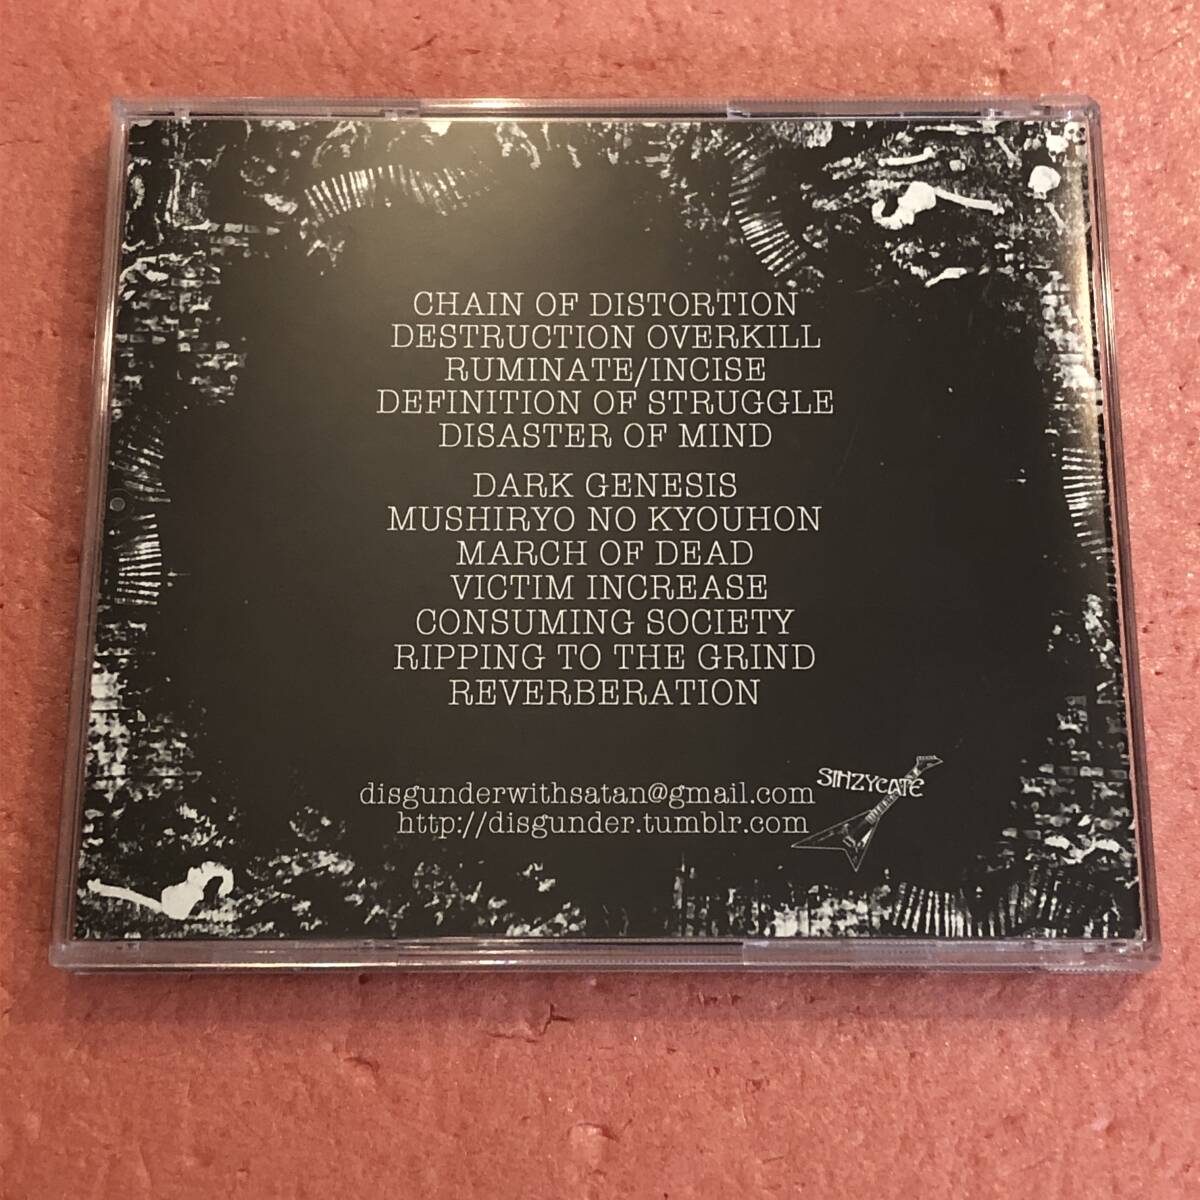 CHAIN OF DISTORTION
DESTRUCTION OVERKILL
RUMINATE/INCISE
DEFINITION OF STRUGGLE
DISASTER OF MIND
DARK GENESIS
MUSHIRYO NO KYOUHON
MARCH OF DEAD
VICTIM INCREASE
CONSUMING SOCIETY
RIPPING TO THE GRIND
REVERBERATION
disgunderwithsatan@gmail.com
http://disgunder.tumblr.com
SINZYCATE